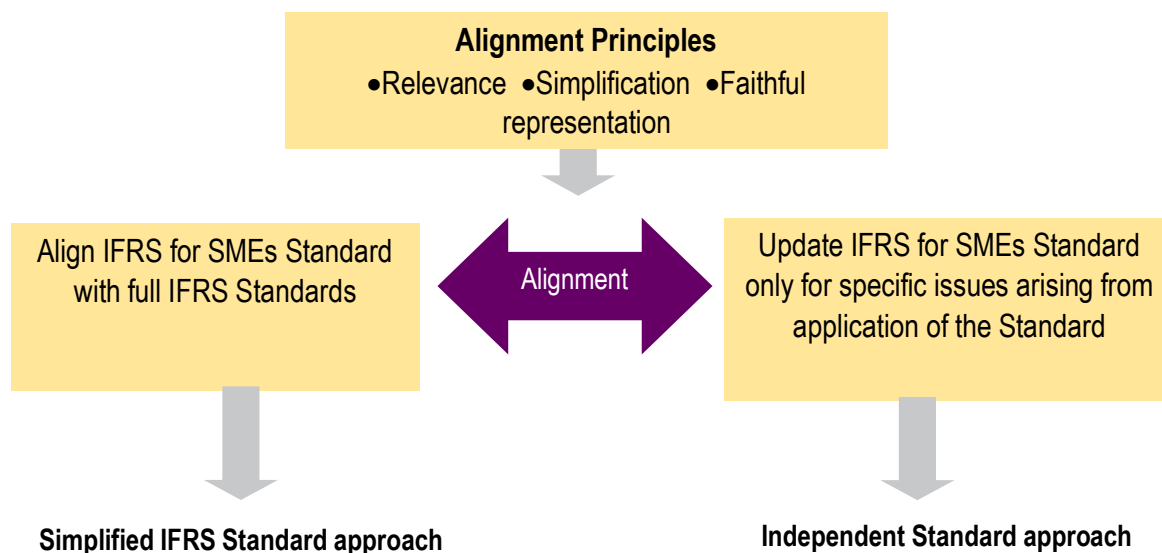 Alignment Principles
•Relevance •Simplification •Faithful
representation
Align IFRS for SMEs Standard
with full IFRS Standards
Alignment
Update IFRS for SMEs Standard
only for specific issues arising from
application of the Standard
Simplified IFRS Standard approach
Independent Standard approach